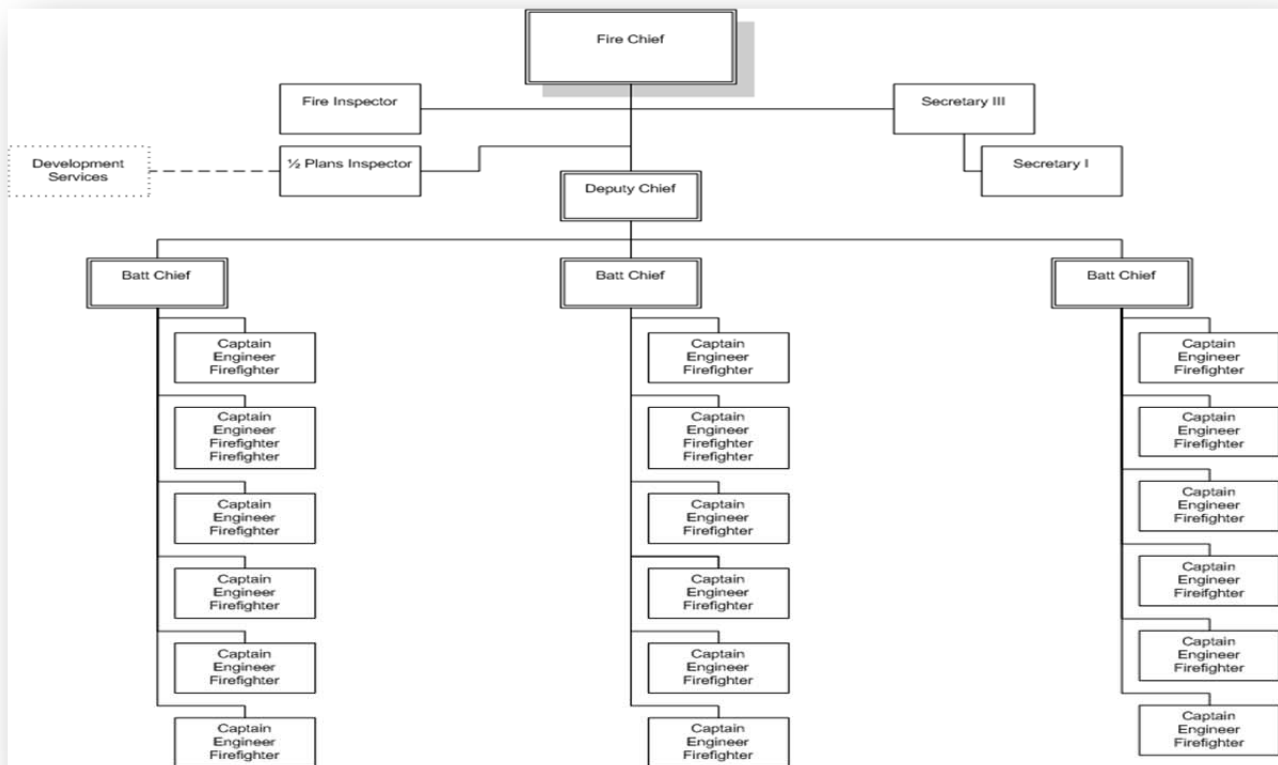 Fire Chief
Fire Inspector
Secretary III
Development
Services
½ Plans Inspector
Secretary I
Deputy Chief
Batt Chief
Batt Chief
Batt Chief
Captain
Engineer
Firefighter
Captain
Engineer
Firefighter
Captain
Engineer
Firefighter
Captain
Engineer
Firefighter
Firefighter
Captain
Engineer
Firefighter
Firefighter
Captain
Engineer
Fireifghter
Captain
Engineer
Firefighter
Captain
Engineer
Firefighter
Captain
Engineer
Firefighter
Captain
Engineer
Firefighter
Captain
Engineer
Firefighter
Captain
Engineer
Fireifghter
Captain
Engineer
Firefighter
Captain
Engineer
Firefighter
Captain
Engineer
Firefighter
Captain
Engineer
Firefighter
Captain
Engineer
Firefighter
Captain
Engineer
Firefighter